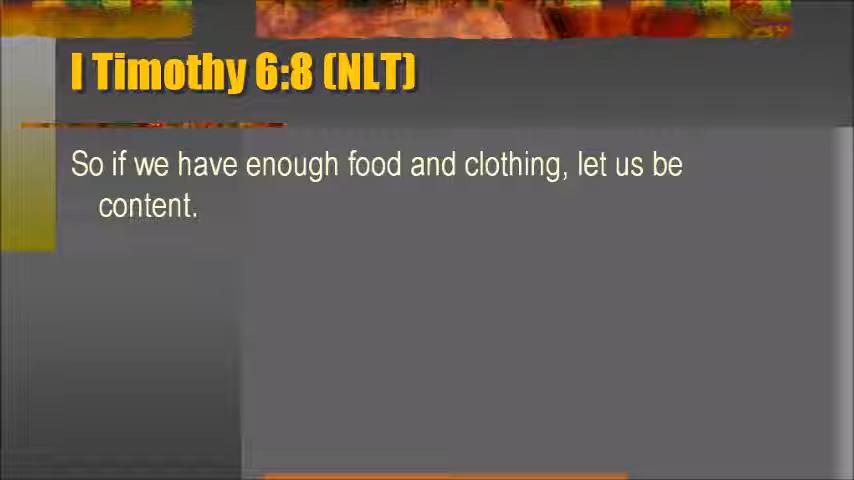 I Timothy 6:8 (NLT)
So if we have enough food and clothing, let us be
content.